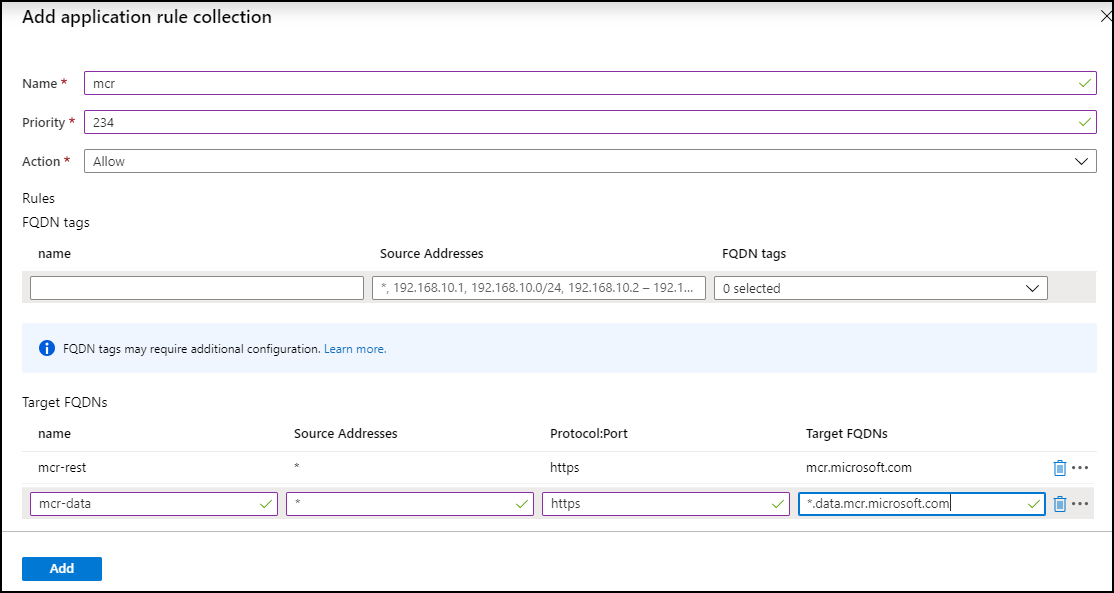 Add application rule collection
Name *
mcr
Priority *
234
Action *
Allow
Rules
FQDN tags
name Source Addresses FQDN tags
*, 192.168.10.1, 192.168.10.0/24, 192.168.10.2 – 192.1... 0 selected
FQDN tags may require additional configuration. Learn more.
Target FQDNs
name Source Addresses Protocol:Port Target FQDNs
mcr-rest * https mcr.microsoft.com
mcr-data * https *.data.mcr.microsoft.com
Add